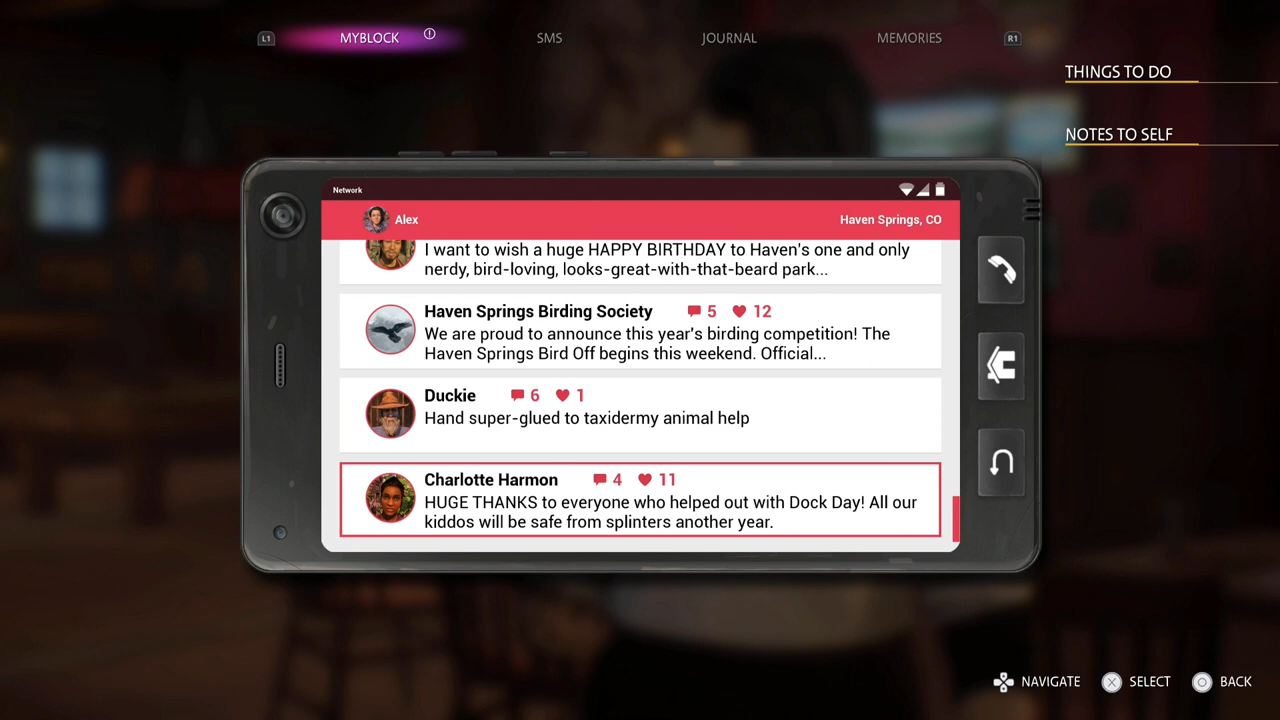 L1
MYBLOCK
SMS
JOURNAL
MEMORIES
R1
THINGS TO DO
NOTES TO SELF
Network
Alex
Haven Springs, CO
I want to wish a huge HAPPY BIRTHDAY to Haven's one and only
nerdy, bird-loving, looks-great-with-that-beard park...
Haven Springs Birding Society 5 12
We are proud to announce this year's birding competition! The
Haven Springs Bird Off begins this weekend. Official...
Duckie 6 1
Hand super-glued to taxidermy animal help
Charlotte Harmon 4 11
HUGE THANKS to everyone who helped out with Dock Day! All our
kiddos will be safe from splinters another year.
NAVIGATE
SELECT
BACK